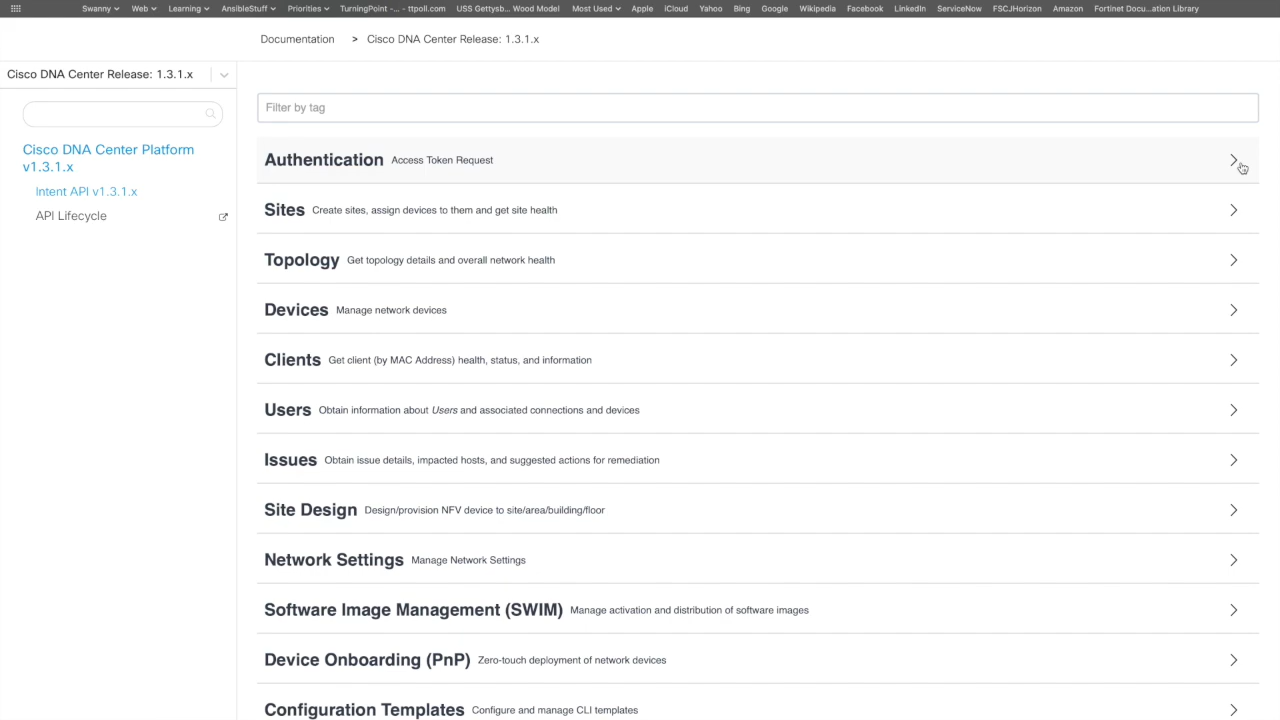 Swanny Web Learning AnsibleStuff Priorities TurningPoint -... - ttpoll.com USS Gettysb... Wood Model Most Used Apple iCloud Yahoo Bing Google Wikipedia Facebook LinkedIn ServiceNow FSCJHorizon Amazon Fortinet Docu...ation Library
Documentation > Cisco DNA Center Release: 1.3.1.x
Cisco DNA Center Release: 1.3.1.x
Filter by tag
Cisco DNA Center Platform
v1.3.1.x
Intent API v1.3.1.x
API Lifecycle
Authentication Access Token Request
Sites Create sites, assign devices to them and get site health
Topology Get topology details and overall network health
Devices Manage network devices
Clients Get client (by MAC Address) health, status, and information
Users Obtain information about Users and associated connections and devices
Issues Obtain issue details, impacted hosts, and suggested actions for remediation
Site Design Design/provision NFV device to site/area/building/floor
Network Settings Manage Network Settings
Software Image Management (SWIM) Manage activation and distribution of software images
Device Onboarding (PnP) Zero-touch deployment of network devices
Configuration Templates Configure and manage CLI templates